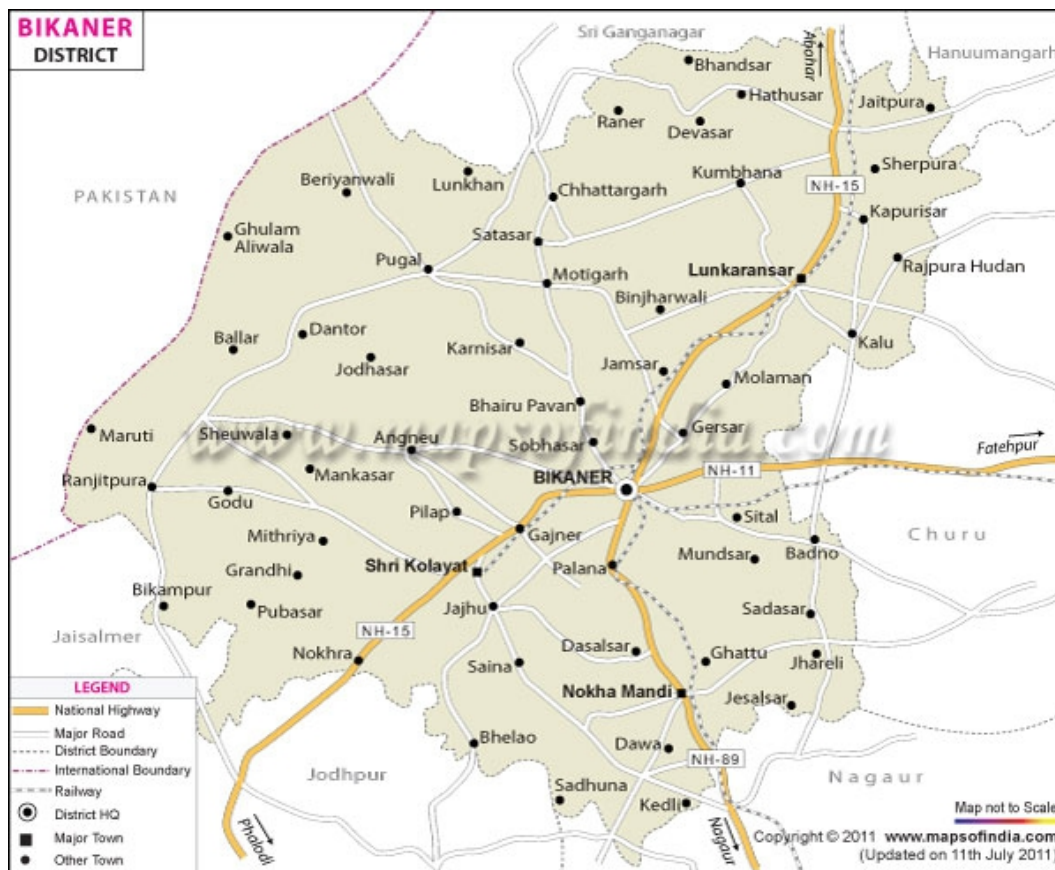 BIKANER
DISTRICT
Sri Ganganagar
Hanuumangarh
Abohar
Bhandsar
Hathusar
Jaitpura
Raner
Devasar
PAKISTAN
Beriyanwali
Lunkhan
Chhattargarh
Kumbhana
Sherpura
NH-15
Kapurisar
Ghulam
Aliwala
Satasar
Pugal
Motigarh
Lunkaransar
Rajpura Hudan
Binjharwali
Ballar
Dantor
Jodhasar
Karnisar
Kalu
Jamsar
Molaman
Bhairu Pavan
www.mapsofindia.com
Maruti
Sheuwala
Angneu
Sobhasar
Gersar
Fatehpur
Mankasar
Ranjitpura
BIKANER
NH-11
Godu
Pilap
Sital
Mithriya
Gajner
Churu
Mundsar
Badno
Grandhi
Shri Kolayat
Palana
Bikampur
Pubasar
Jajhu
Sadasar
Jaisalmer
NH-15
Nokhra
Saina
Dasalsar
Ghattu
Jhareli
Nokha Mandi
Jesalsar
Bhelao
Dawa
NH-89
Jodhpur
Nagaur
Sadhuna
Kedli
Phalodi
Nagaur
LEGEND
National Highway
Major Road
District Boundary
International Boundary
Railway
District HQ
Major Town
Other Town
Map not to Scale
Copyright © 2011 www.mapsofindia.com
(Updated on 11th July 2011)